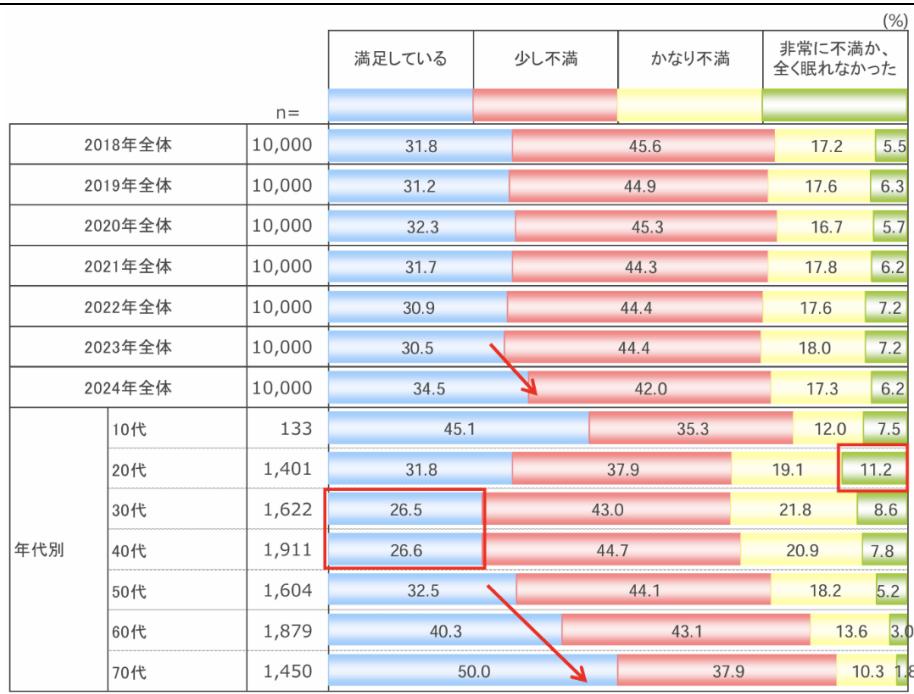 (%)
満足している 少し不満 かなり不満 非常に不満か、
全く眠れなかった
n=
2018年全体 10,000 31.8 45.6 17.2 5.5
2019年全体 10,000 31.2 44.9 17.6 6.3
2020年全体 10,000 32.3 45.3 16.7 5.7
2021年全体 10,000 31.7 44.3 17.8 6.2
2022年全体 10,000 30.9 44.4 17.6 7.2
2023年全体 10,000 30.5 44.4 18.0 7.2
2024年全体 10,000 34.5 42.0 17.3 6.2
年代別
10代 133 45.1 35.3 12.0 7.5
20代 1,401 31.8 37.9 19.1 11.2
30代 1,622 26.5 43.0 21.8 8.6
40代 1,911 26.6 44.7 20.9 7.8
50代 1,604 32.5 44.1 18.2 5.2
60代 1,879 40.3 43.1 13.6 3.0
70代 1,450 50.0 37.9 10.3 1.8